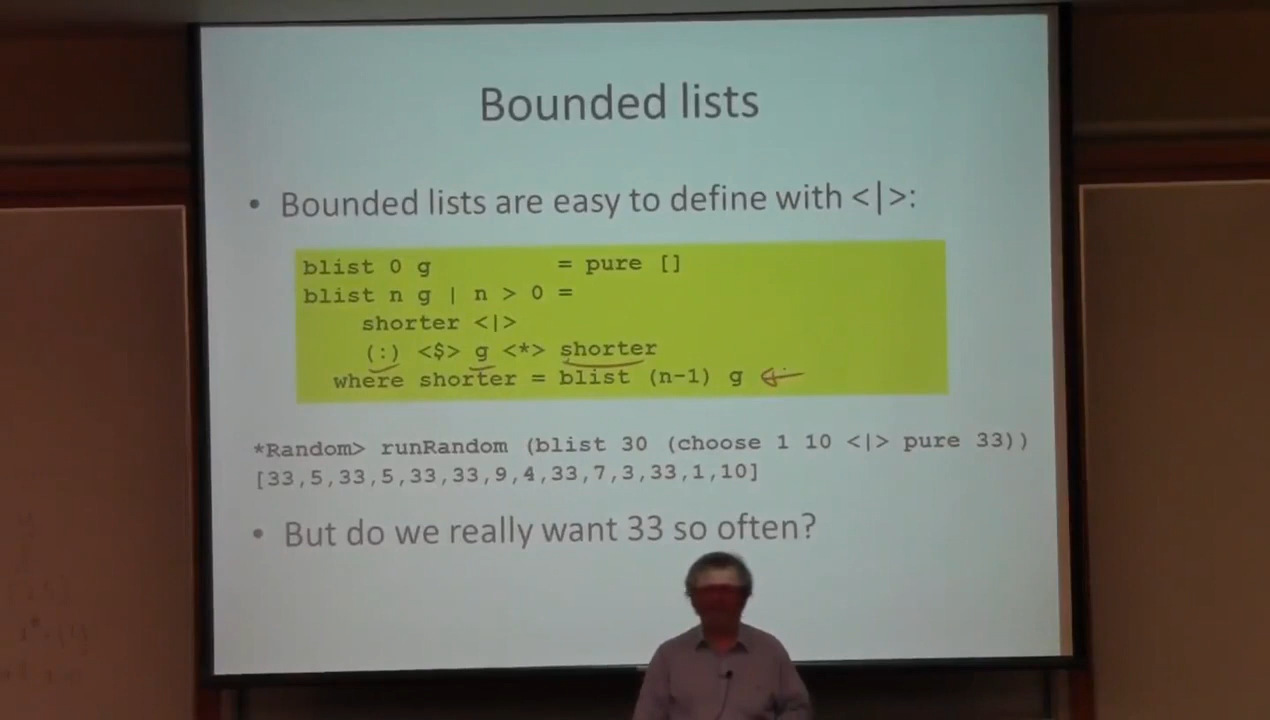 Bounded lists
• Bounded lists are easy to define with <|>:
blist 0 g = pure []
blist n g | n > 0 =
shorter <|>
(:) <$> g <*> shorter
where shorter = blist (n-1) g
*Random> runRandom (blist 30 (choose 1 10 <|> pure 33))
[33,5,33,5,33,33,9,4,33,7,3,33,1,10]
• But do we really want 33 so often?